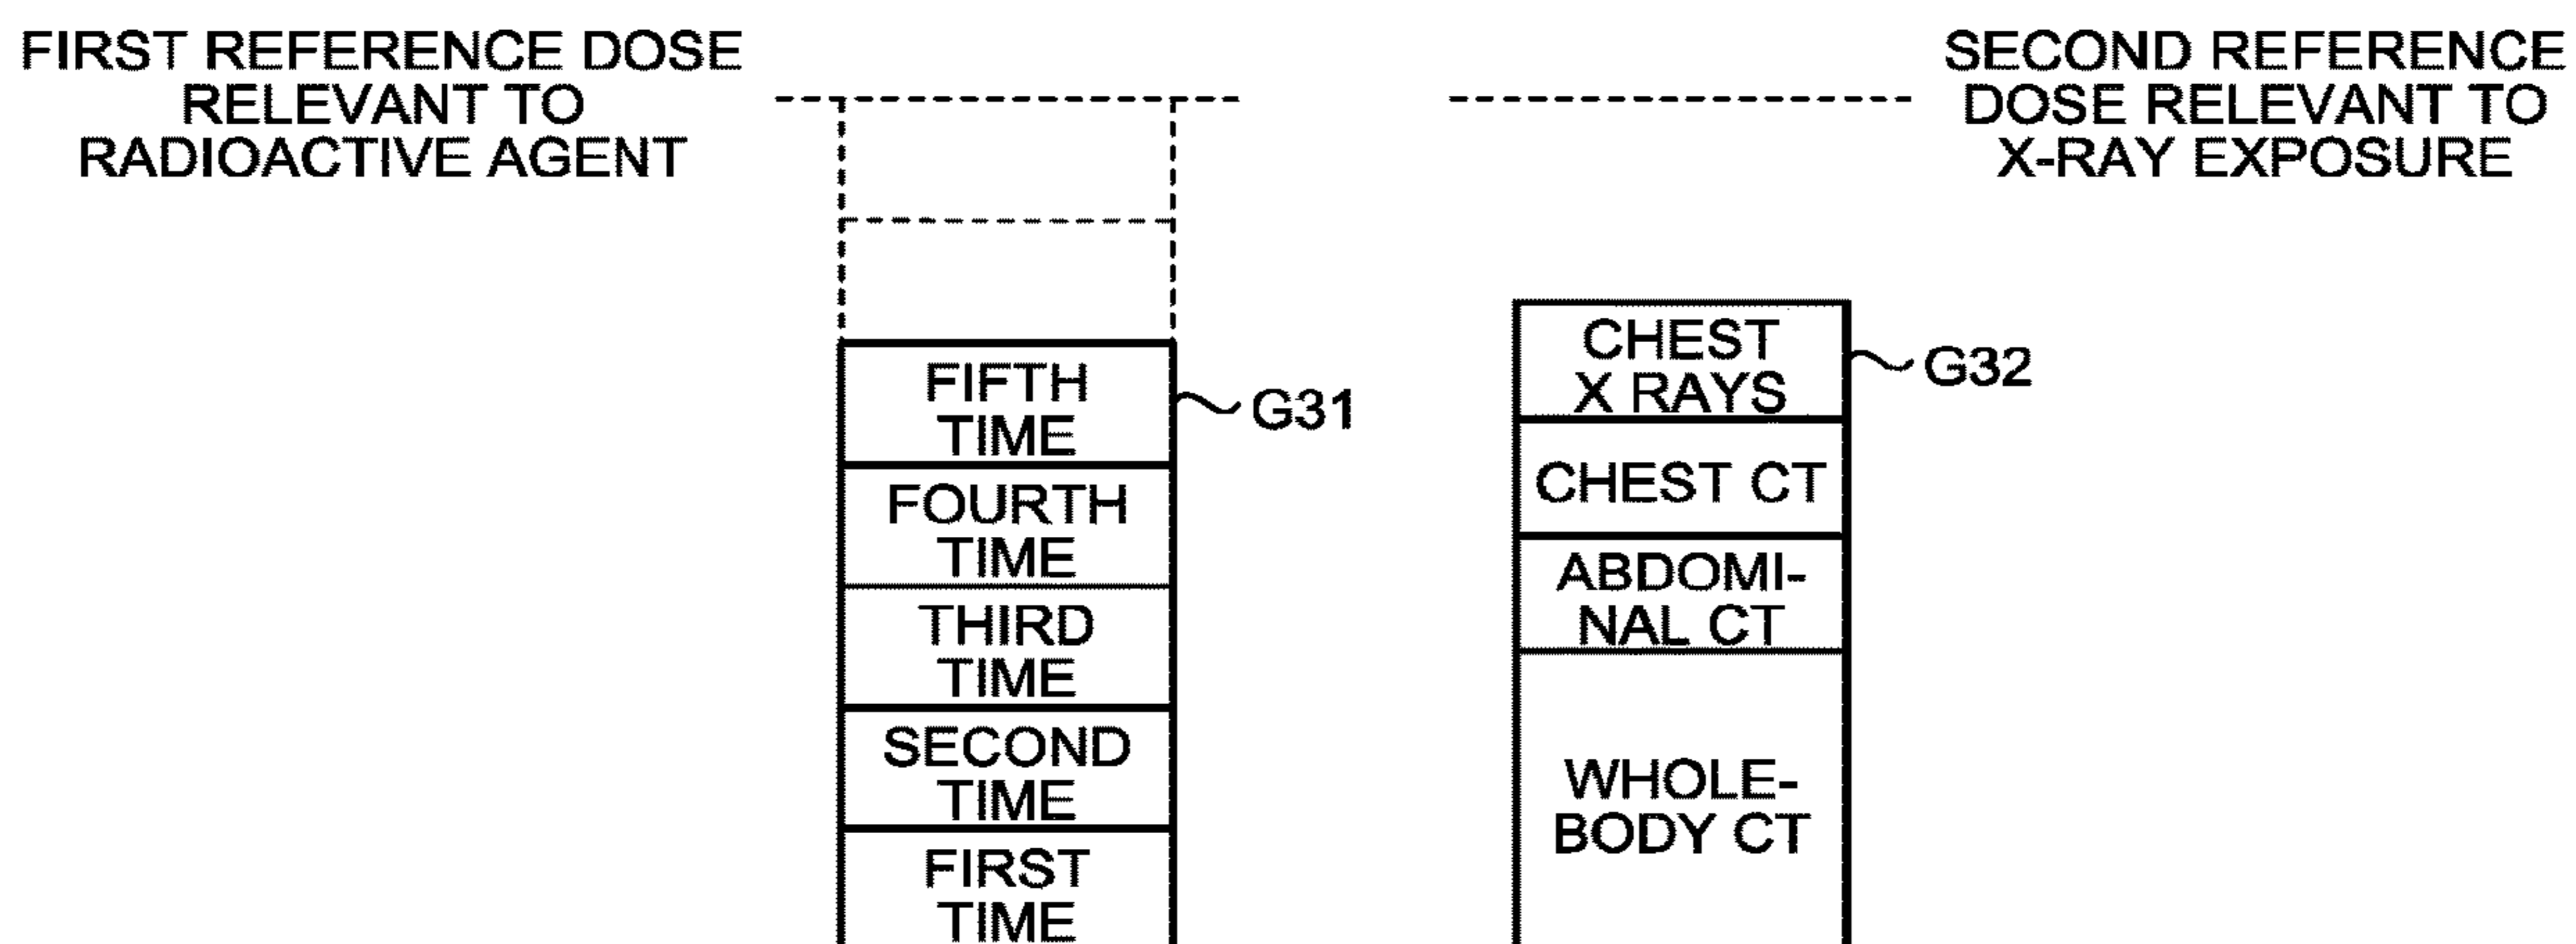 FIRST REFERENCE DOSE
RELEVANT TO
RADIOACTIVE AGENT
SECOND REFERENCE
DOSE RELEVANT TO
X-RAY EXPOSURE
FIFTH
TIME
G31
FOURTH
TIME
THIRD
TIME
SECOND
TIME
FIRST
TIME
CHEST
X RAYS
G32
CHEST CT
ABDOMI-
NAL CT
WHOLE-
BODY CT